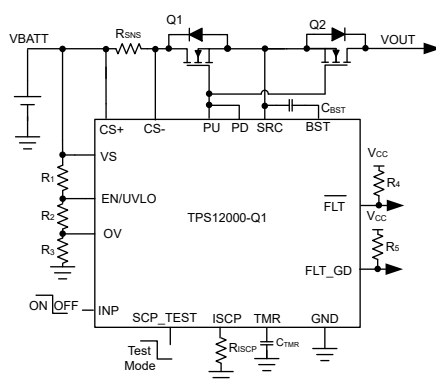 Q1
Q2
VBATT
RSNS
VOUT
CBST
CS+ CS- PU PD SRC BST
VS
R1
EN/UVLO
R2
OV
R3
TPS12000-Q1
VCC
R4
FLT
VCC
R5
FLT_GD
ON OFF
INP
SCP_TEST ISCP TMR GND
Test
Mode
RISCP
CTMR